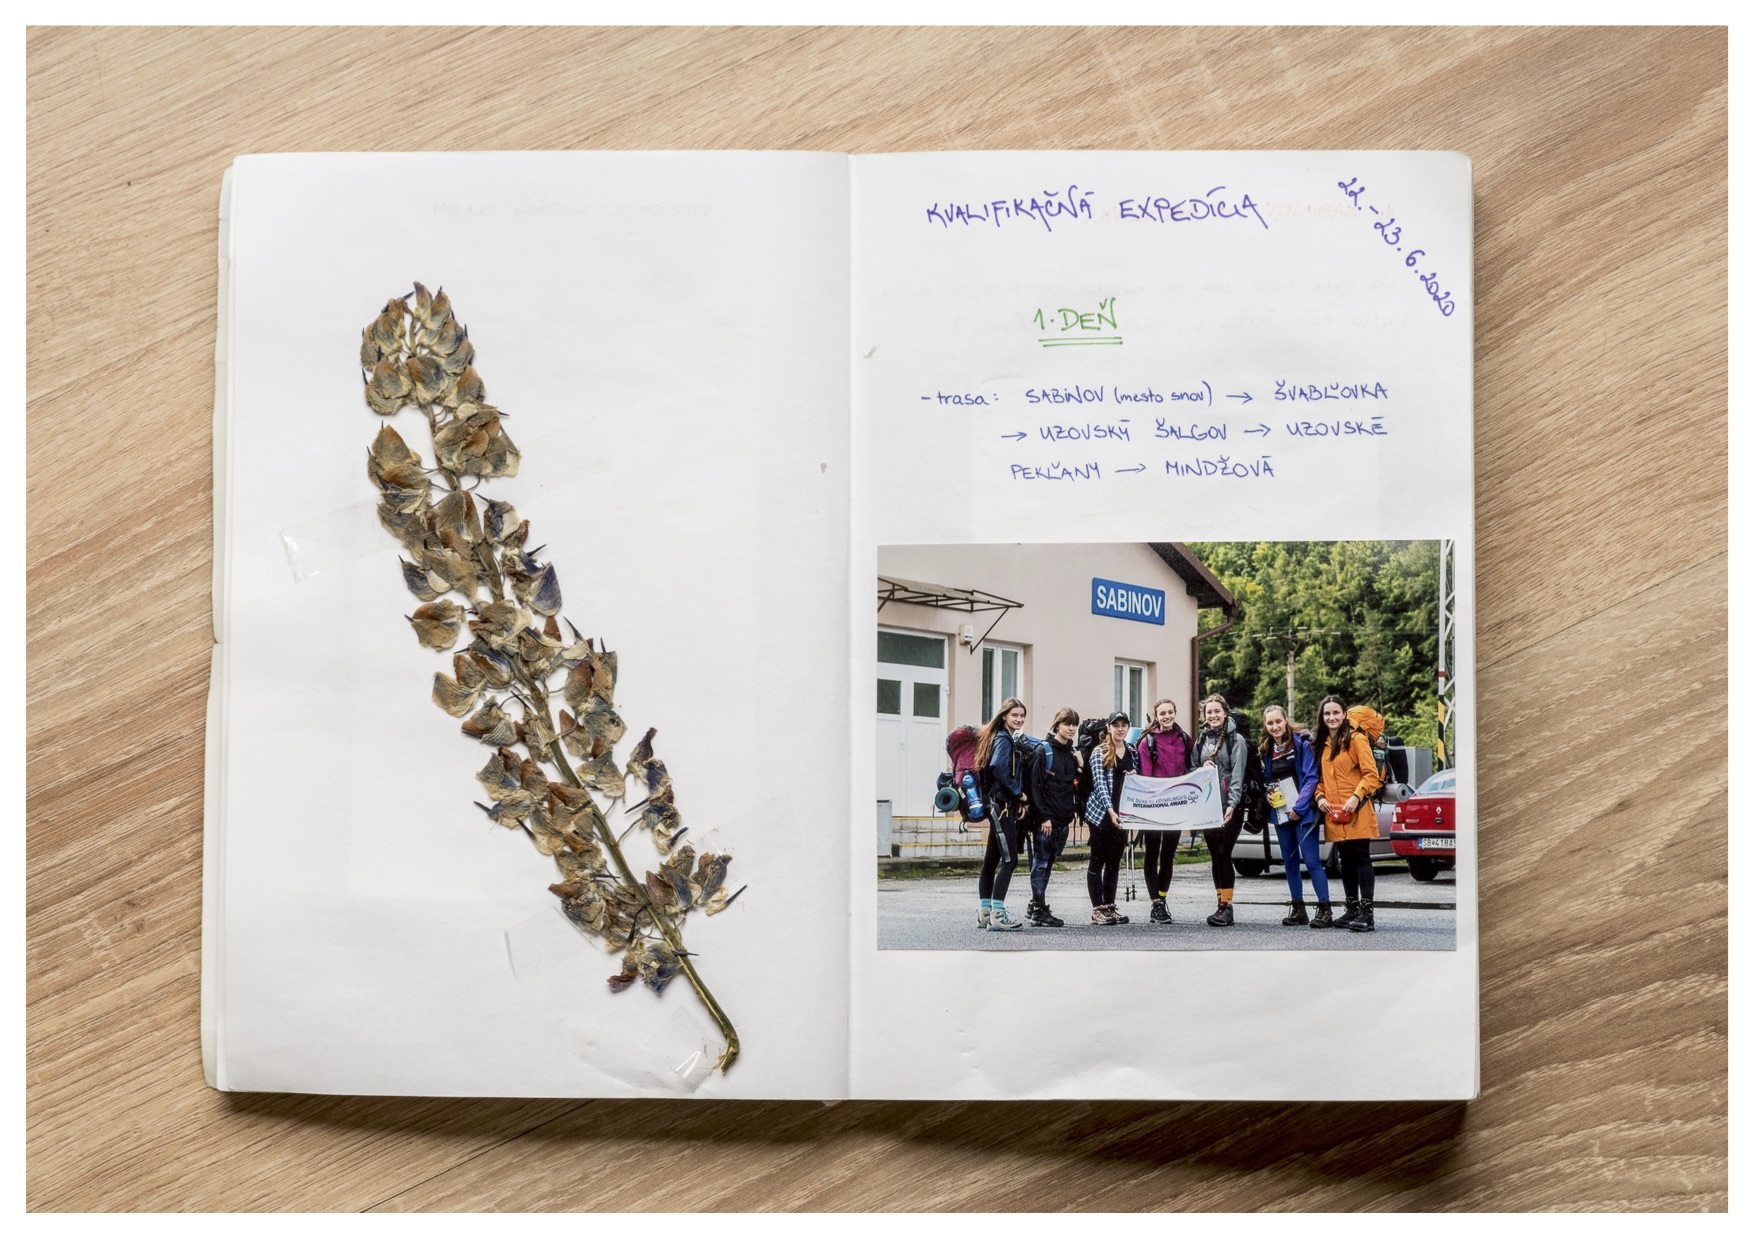 KVALIFIKAČNÁ EXPEDÍCIA
22.-23.6.2020
1. DEŇ
- trasa: SABINOV (mesto snov) → ŠVABĽOVKA
→ UZOVSKÝ ŠALGOV → UZOVSKÉ
PEKĽANY → MINDŽOVÁ
SABINOV
THE DUKE OF EDINBURGH'S
INTERNATIONAL AWARD